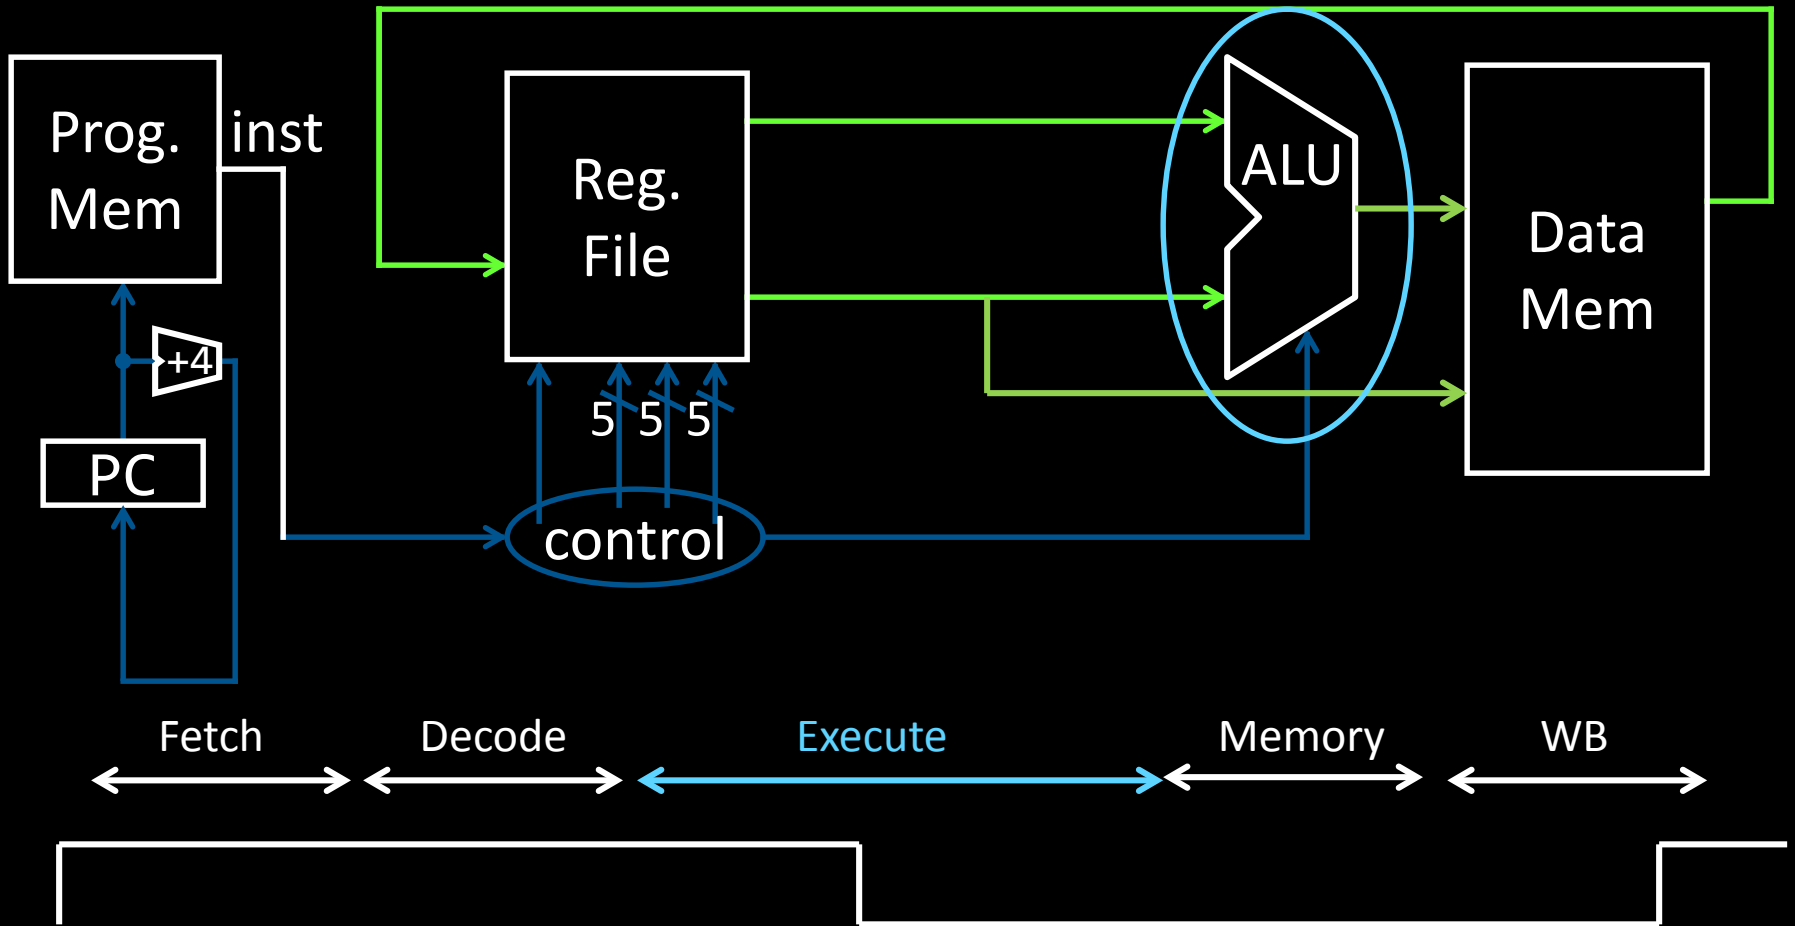 Prog.
Mem
inst
Reg.
File
ALU
Data
Mem
+4
PC
5 5 5
control
Fetch Decode Execute Memory WB